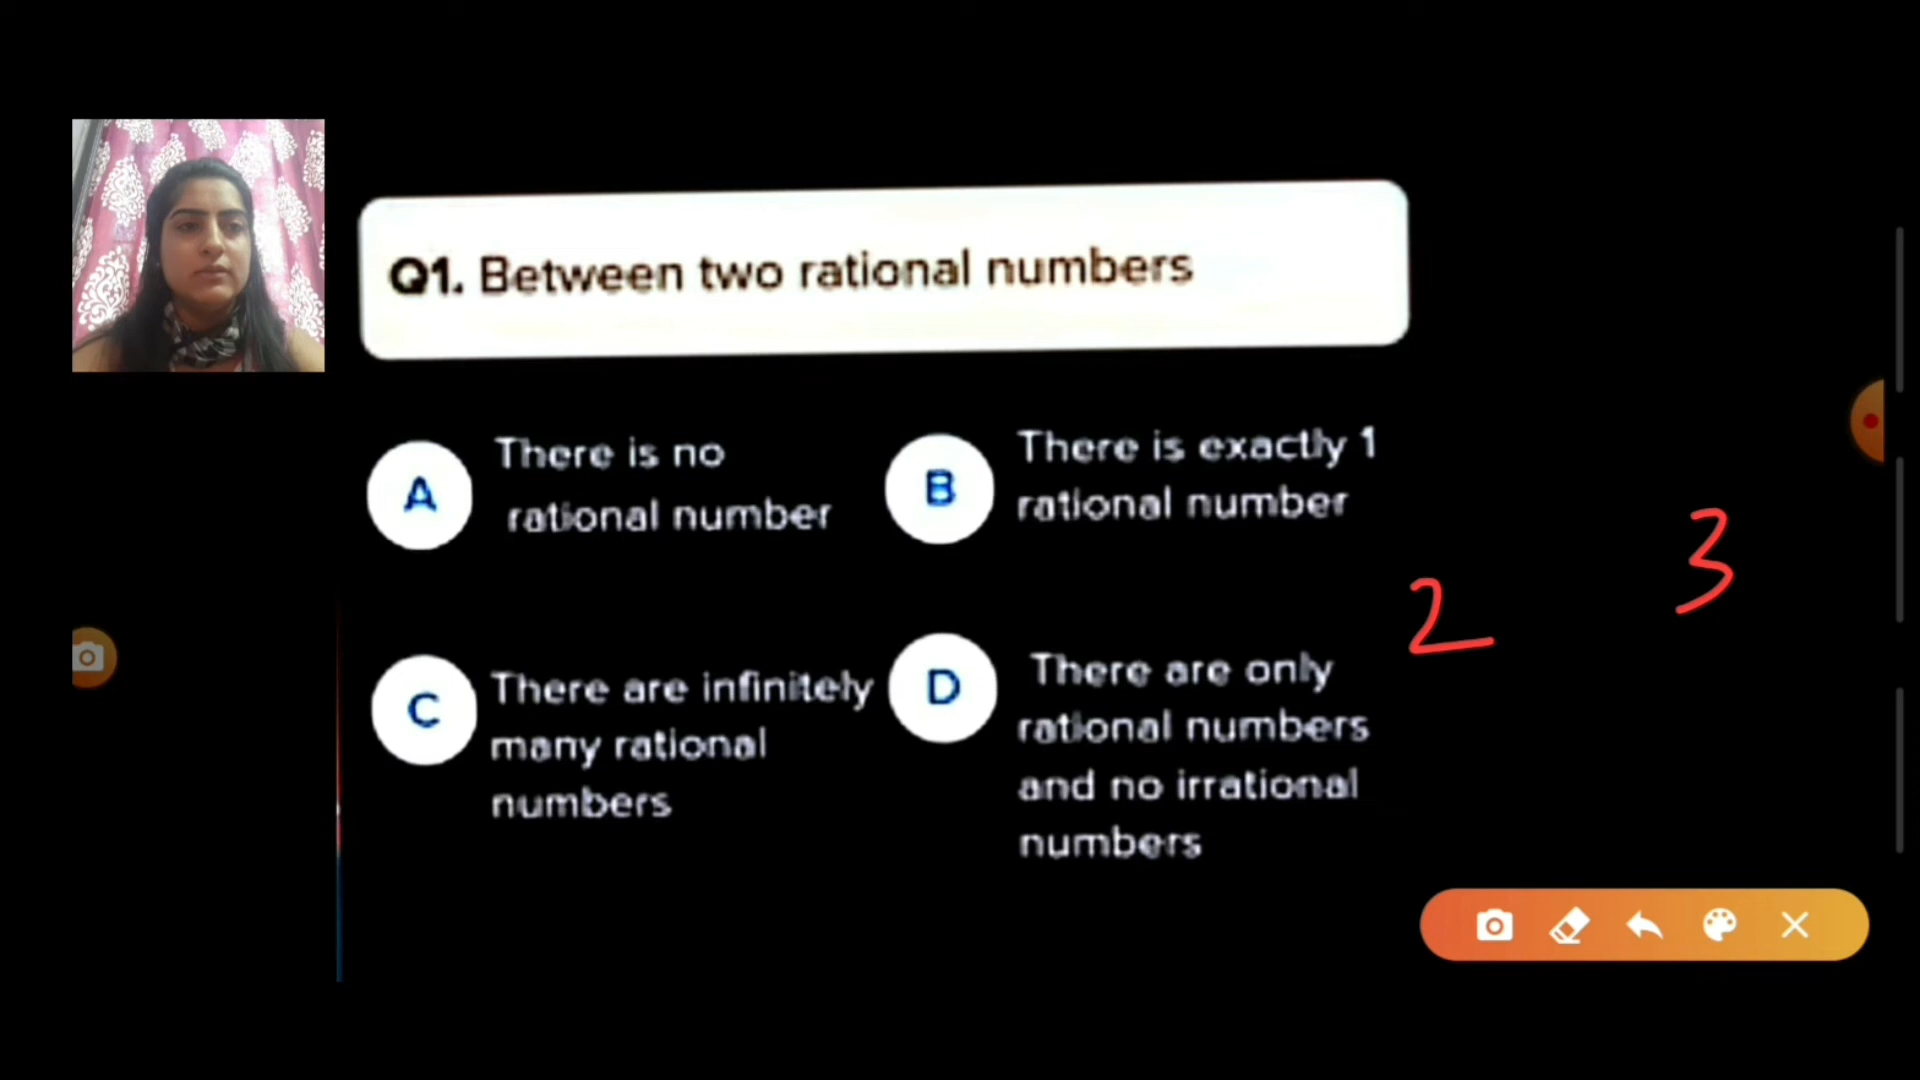 Q1. Between two rational numbers
A
There is no
rational number
B
There is exactly 1
rational number
C
There are infinitely
many rational
numbers
D
There are only
rational numbers
and no irrational
numbers
2
3